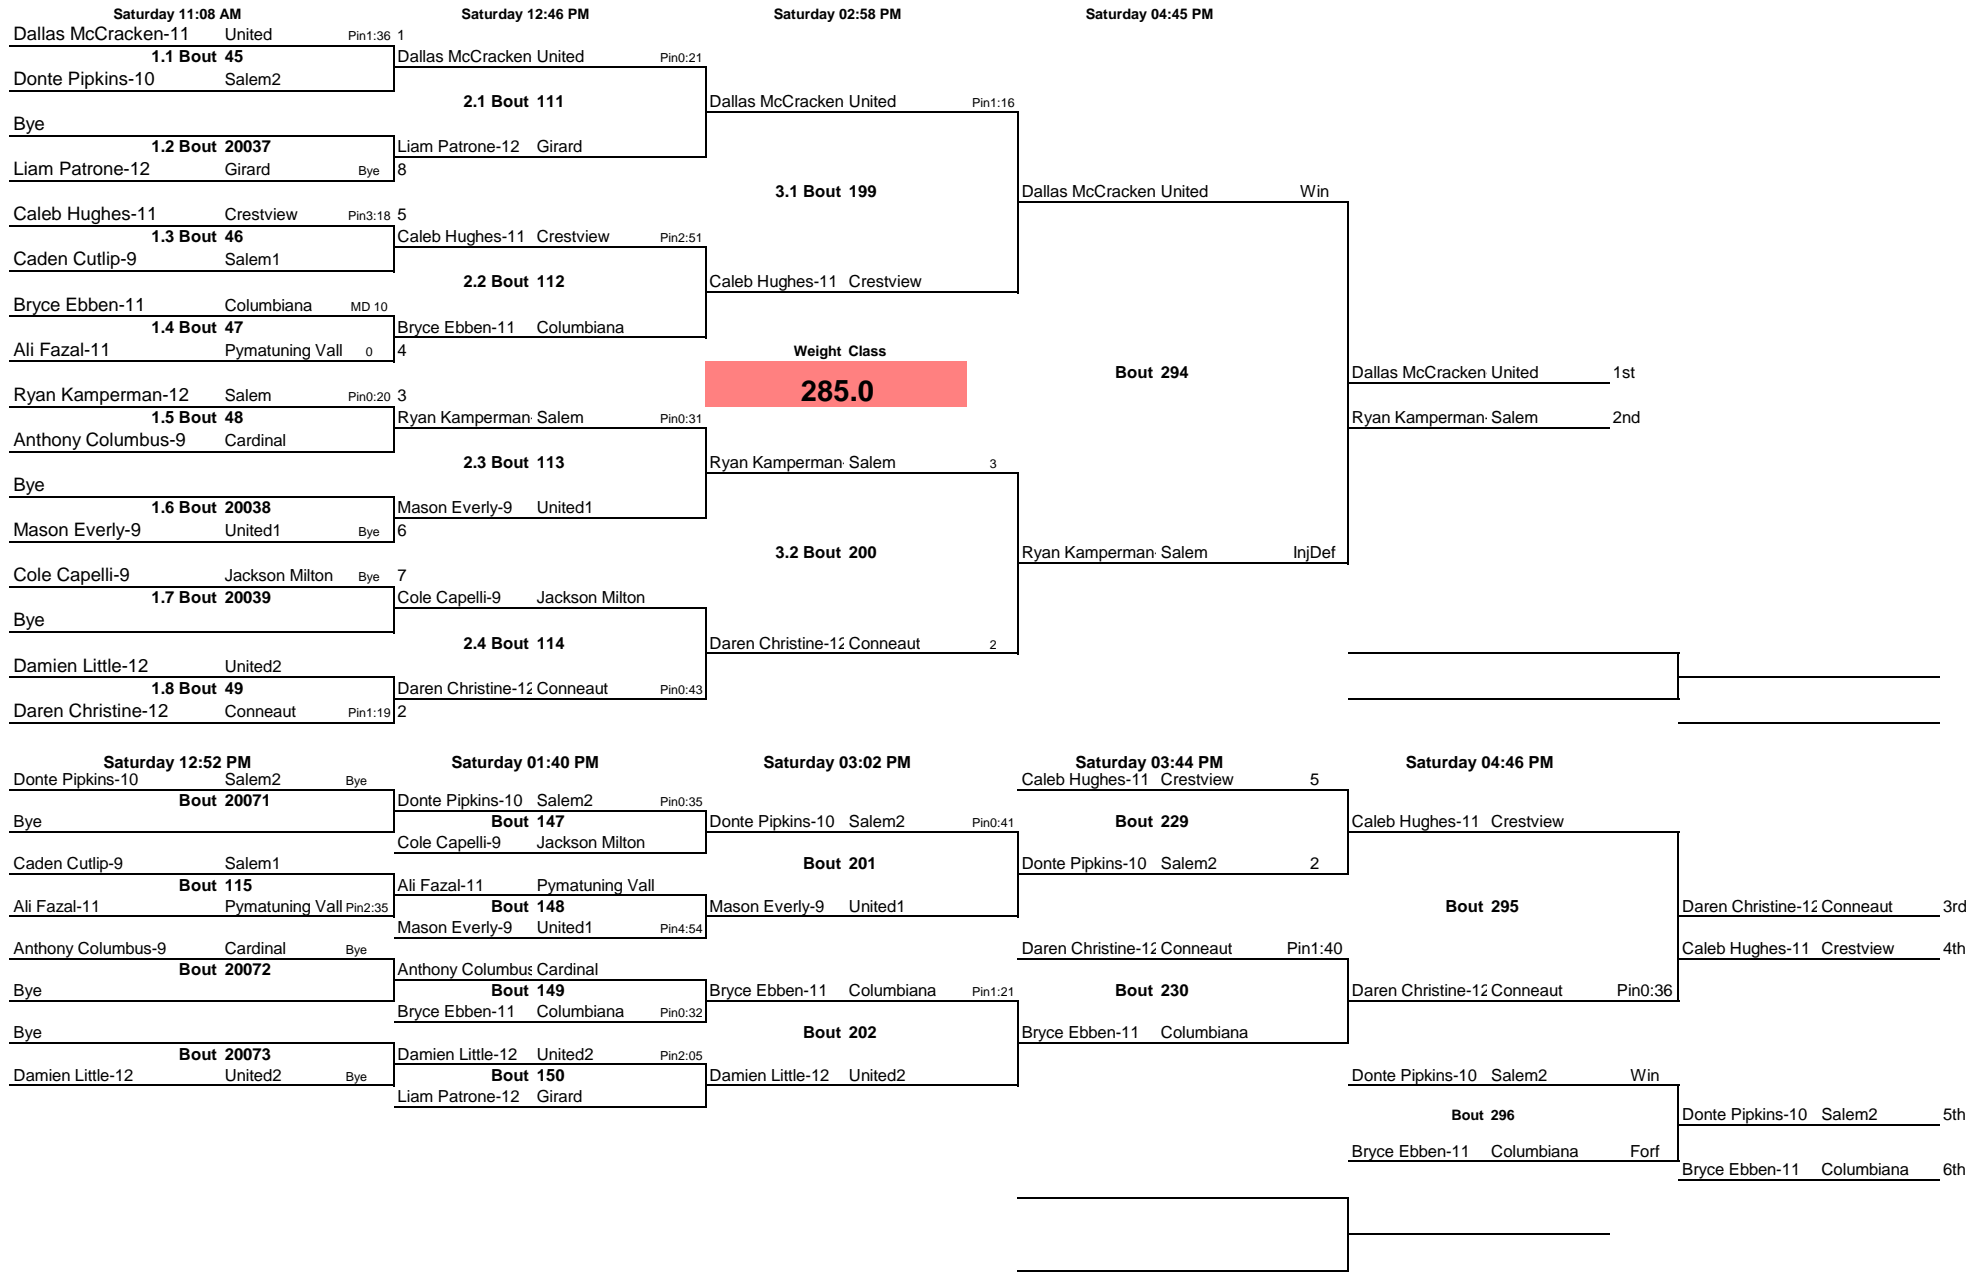 Saturday 11:08 AM Saturday 12:46 PM Saturday 02:58 PM Saturday 04:45 PM
Dallas McCracken-11 United Pin1:36 1
1.1 Bout 45 Dallas McCracken United Pin0:21
Donte Pipkins-10 Salem2
2.1 Bout 111 Dallas McCracken United Pin1:16
Bye
1.2 Bout 20037 Liam Patrone-12 Girard
Liam Patrone-12 Girard Bye 8
3.1 Bout 199 Dallas McCracken United Win
Caleb Hughes-11 Crestview Pin3:18 5
1.3 Bout 46 Caleb Hughes-11 Crestview Pin2:51
Caden Cutlip-9 Salem1
2.2 Bout 112 Caleb Hughes-11 Crestview
Bryce Ebben-11 Columbiana MD 10
1.4 Bout 47 Bryce Ebben-11 Columbiana
Ali Fazal-11 Pymatuning Vall 0 4 Weight Class
Bout 294 Dallas McCracken- United 1st
Ryan Kamperman-12 Salem Pin0:20 3 285.0
1.5 Bout 48 Ryan Kamperman- Salem Pin0:31 Ryan Kamperman- Salem 2nd
Anthony Columbus-9 Cardinal
2.3 Bout 113 Ryan Kamperman- Salem 3
Bye
1.6 Bout 20038 Mason Everly-9 United1
Mason Everly-9 United1 Bye 6
3.2 Bout 200 Ryan Kamperman- Salem InjDef
Cole Capelli-9 Jackson Milton Bye 7
1.7 Bout 20039 Cole Capelli-9 Jackson Milton
Bye
2.4 Bout 114 Daren Christine-12 Conneaut 2
Damien Little-12 United2
1.8 Bout 49 Daren Christine-12 Conneaut Pin0:43
Daren Christine-12 Conneaut Pin1:19 2
Saturday 12:52 PM Saturday 01:40 PM Saturday 03:02 PM Saturday 03:44 PM Saturday 04:46 PM
Donte Pipkins-10 Salem2 Bye Caleb Hughes-11 Crestview 5
Bout 20071 Donte Pipkins-10 Salem2 Pin0:35
Bye Bout 147 Donte Pipkins-10 Salem2 Pin0:41 Bout 229 Caleb Hughes-11 Crestview
Cole Capelli-9 Jackson Milton
Caden Cutlip-9 Salem1 Bout 201 Donte Pipkins-10 Salem2 2
Bout 115 Ali Fazal-11 Pymatuning Vall
Ali Fazal-11 Pymatuning Vall Pin2:35 Bout 148 Mason Everly-9 United1 Bout 295 Daren Christine-12 Conneaut 3rd
Mason Everly-9 United1 Pin4:54
Anthony Columbus-9 Cardinal Bye Daren Christine-12 Conneaut Pin1:40 Caleb Hughes-11 Crestview 4th
Bout 20072 Anthony Columbus Cardinal
Bye Bout 149 Bryce Ebben-11 Columbiana Pin1:21 Bout 230 Daren Christine-12 Conneaut Pin0:36
Bryce Ebben-11 Columbiana Pin0:32
Bye Bout 202 Bryce Ebben-11 Columbiana
Bout 20073 Damien Little-12 United2 Pin2:05
Damien Little-12 United2 Bye Bout 150 Damien Little-12 United2 Donte Pipkins-10 Salem2 Win
Liam Patrone-12 Girard
Bout 296 Donte Pipkins-10 Salem2 5th
Bryce Ebben-11 Columbiana Forf
Bryce Ebben-11 Columbiana 6th